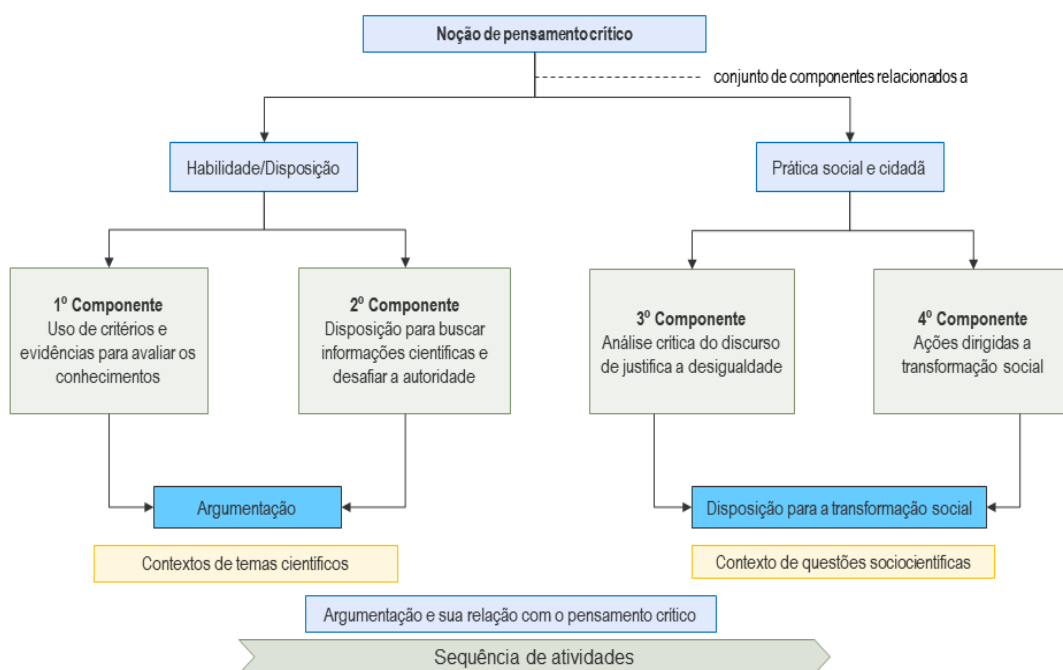 Noção de pensamento crítico
conjunto de componentes relacionados a
Habilidade/Disposição
Prática social e cidadã
1º Componente
Uso de critérios e
evidências para avaliar os
conhecimentos
2º Componente
Disposição para buscar
informações científicas e
desafiar a autoridade
3º Componente
Análise critica do discurso
de justifica a desigualdade
4º Componente
Ações dirigidas a
transformação social
Argumentação
Disposição para a transformação social
Contextos de temas científicos
Contexto de questões sociocientíficas
Argumentação e sua relação com o pensamento crítico
Sequência de atividades